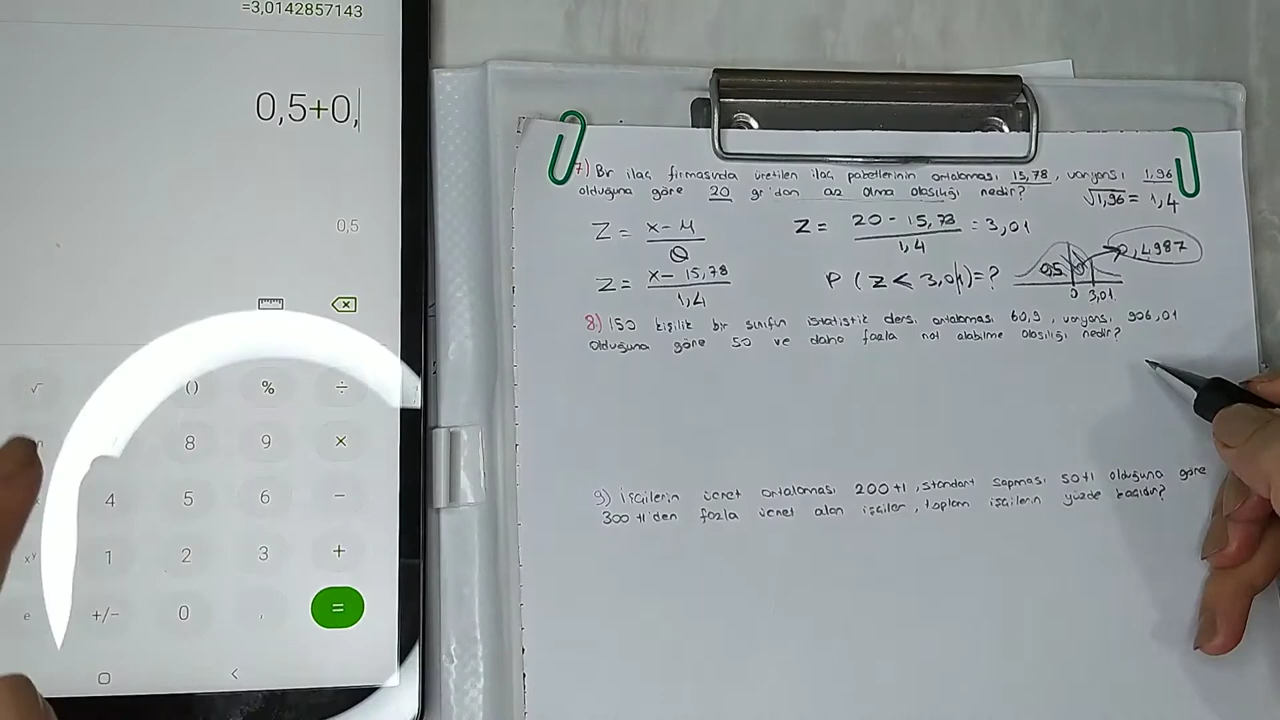 =3,0142857143
0,5+0,
0,5
√ () % ÷
8 9 ×
4 5 6 −
xʸ 1 2 3 +
e +/− 0 , =
7) Bir ilaç firmasında üretilen ilaç paketlerinin ortalaması 15,78, varyansı 1,96
olduğuna göre 20 gr'dan az olma olasılığı nedir?
√1,96 = 1,4
Z = x-μ / Q
Z = 20-15,78 / 1,4 = 3,01
Z = x-15,78 / 1,4
P (Z < 3,01) = ?
0,5
0,4987
0 3,01
8) 150 kişilik bir sınıfın istatistik dersi ortalaması 60,9, varyansı 906,01
olduğuna göre 50 ve daha fazla not alabilme olasılığı nedir?
9) İşçilerin ücret ortalaması 200 tl, standart sapması 50 tl olduğuna göre
300 tl'den fazla ücret alan işçiler, toplam işçilerin yüzde kaçıdır?